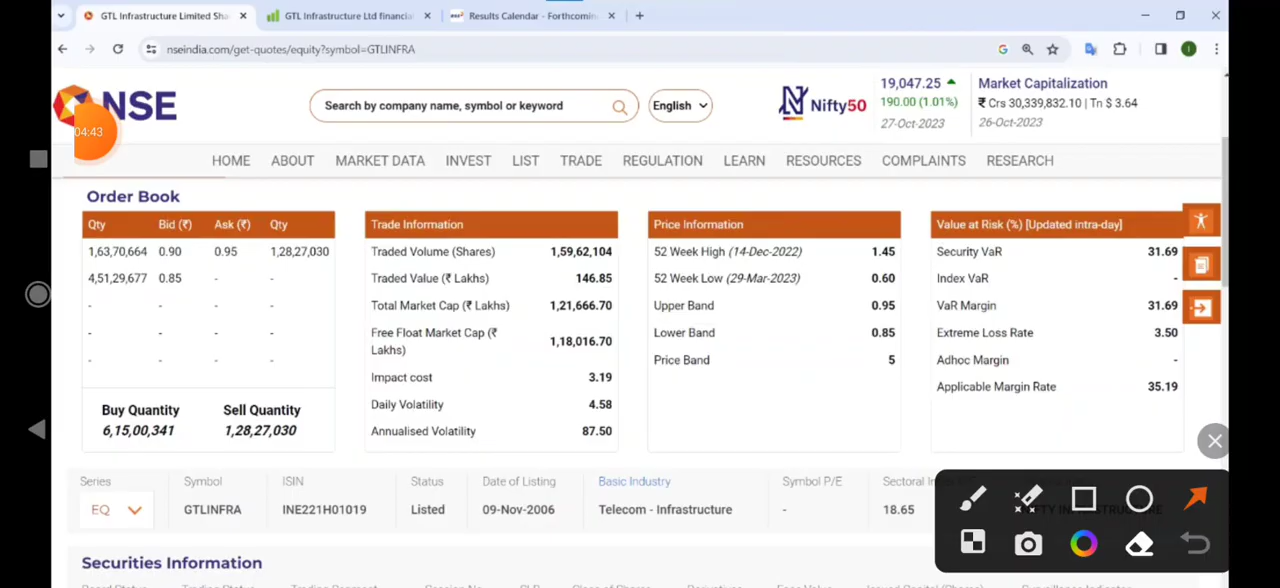 GTL Infrastructure Limited Sha
GTL Infrastructure Ltd financia
Results Calendar - Forthcomin
nseindia.com/get-quotes/equity?symbol=GTLINFRA
NSE
04:43
Search by company name, symbol or keyword
English
Nifty50
19,047.25
190.00 (1.01%)
27-Oct-2023
Market Capitalization
₹ Crs 30,339,832.10 | Tn $ 3.64
26-Oct-2023
HOME ABOUT MARKET DATA INVEST LIST TRADE REGULATION LEARN RESOURCES COMPLAINTS RESEARCH
Order Book
Qty Bid (₹) Ask (₹) Qty
1,63,70,664 0.90 0.95 1,28,27,030
4,51,29,677 0.85 - -
- - - -
- - - -
- - - -
Buy Quantity Sell Quantity
6,15,00,341 1,28,27,030
Trade Information
Traded Volume (Shares) 1,59,62,104
Traded Value (₹ Lakhs) 146.85
Total Market Cap (₹ Lakhs) 1,21,666.70
Free Float Market Cap (₹
Lakhs) 1,18,016.70
Impact cost 3.19
Daily Volatility 4.58
Annualised Volatility 87.50
Price Information
52 Week High (14-Dec-2022) 1.45
52 Week Low (29-Mar-2023) 0.60
Upper Band 0.95
Lower Band 0.85
Price Band 5
Value at Risk (%) [Updated intra-day]
Security VaR 31.69
Index VaR -
VaR Margin 31.69
Extreme Loss Rate 3.50
Adhoc Margin -
Applicable Margin Rate 35.19
Series Symbol ISIN Status Date of Listing Basic Industry Symbol P/E Sectoral
EQ GTLINFRA INE221H01019 Listed 09-Nov-2006 Telecom - Infrastructure - 18.65
Securities Information